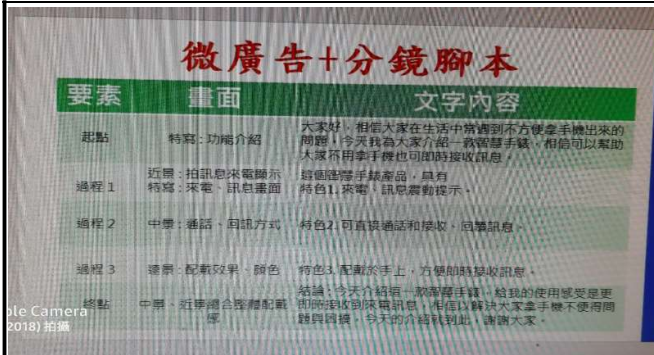 微廣告+分鏡腳本
要素 畫面 文字內容
起點 特寫:功能介紹 大家好,相信大家在生活中常遇到不方便拿手機出來的
問題,今天我為大家介紹一款智慧手錶,相信可以幫助
大家不用拿手機也可即時接收訊息。
過程 1 近景:拍訊息來電顯示
特寫:來電、訊息畫面 這個智慧手錶產品,具有
特色1.來電、訊息震動提示。
過程 2 中景:通話、回訊方式 特色2.可直接通話和接收、回覆訊息。
過程 3 遠景:配戴效果、顏色 特色3.配戴於手上,方便即時接收訊息。
終點 中景、近景綜合整體配戴
感 結論:今天介紹這一款智慧手錶,給我的使用感受是更
即時接收到來電訊息,相信以解決大家拿手機不便得問
題與困擾,今天的介紹就到此,謝謝大家。
ple Camera
2018) 拍攝